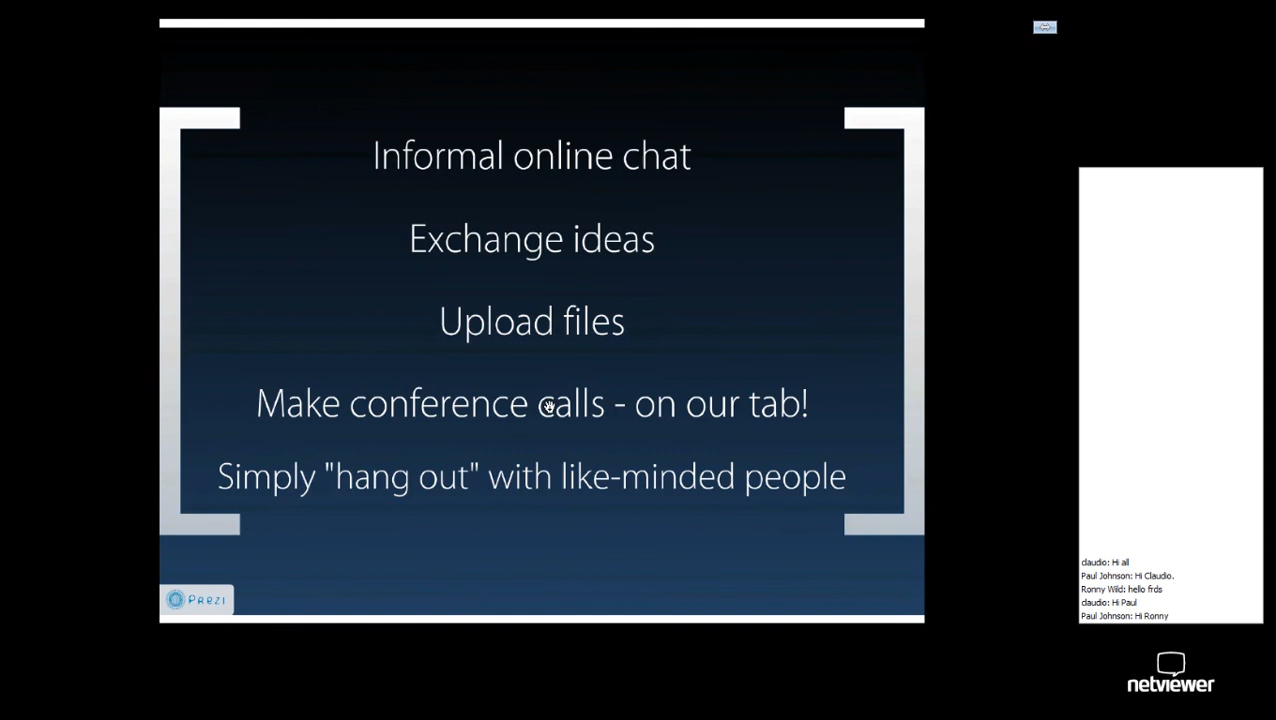 Informal online chat
Exchange ideas
Upload files
Make conference calls - on our tab!
Simply "hang out" with like-minded people
PREZI
claudio: Hi all
Paul Johnson: Hi Claudio.
Ronny Wild: hello frds
claudio: Hi Paul
Paul Johnson: Hi Ronny
netviewer